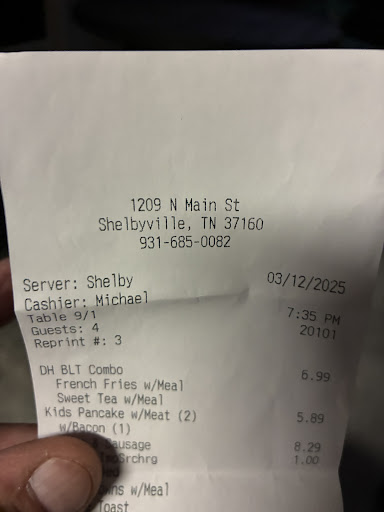 1209 N Main St
Shelbyville, TN 37160
931-685-0082
Server: Shelby 03/12/2025
Cashier: Michael
Table 9/1 7:35 PM
Guests: 4 20101
Reprint #: 3
DH BLT Combo 6.99
French Fries w/Meal
Sweet Tea w/Meal
Kids Pancake w/Meat (2) 5.89
w/Bacon (1)
Sausage 8.29
Srchrg 1.00
w/Meal
Toast